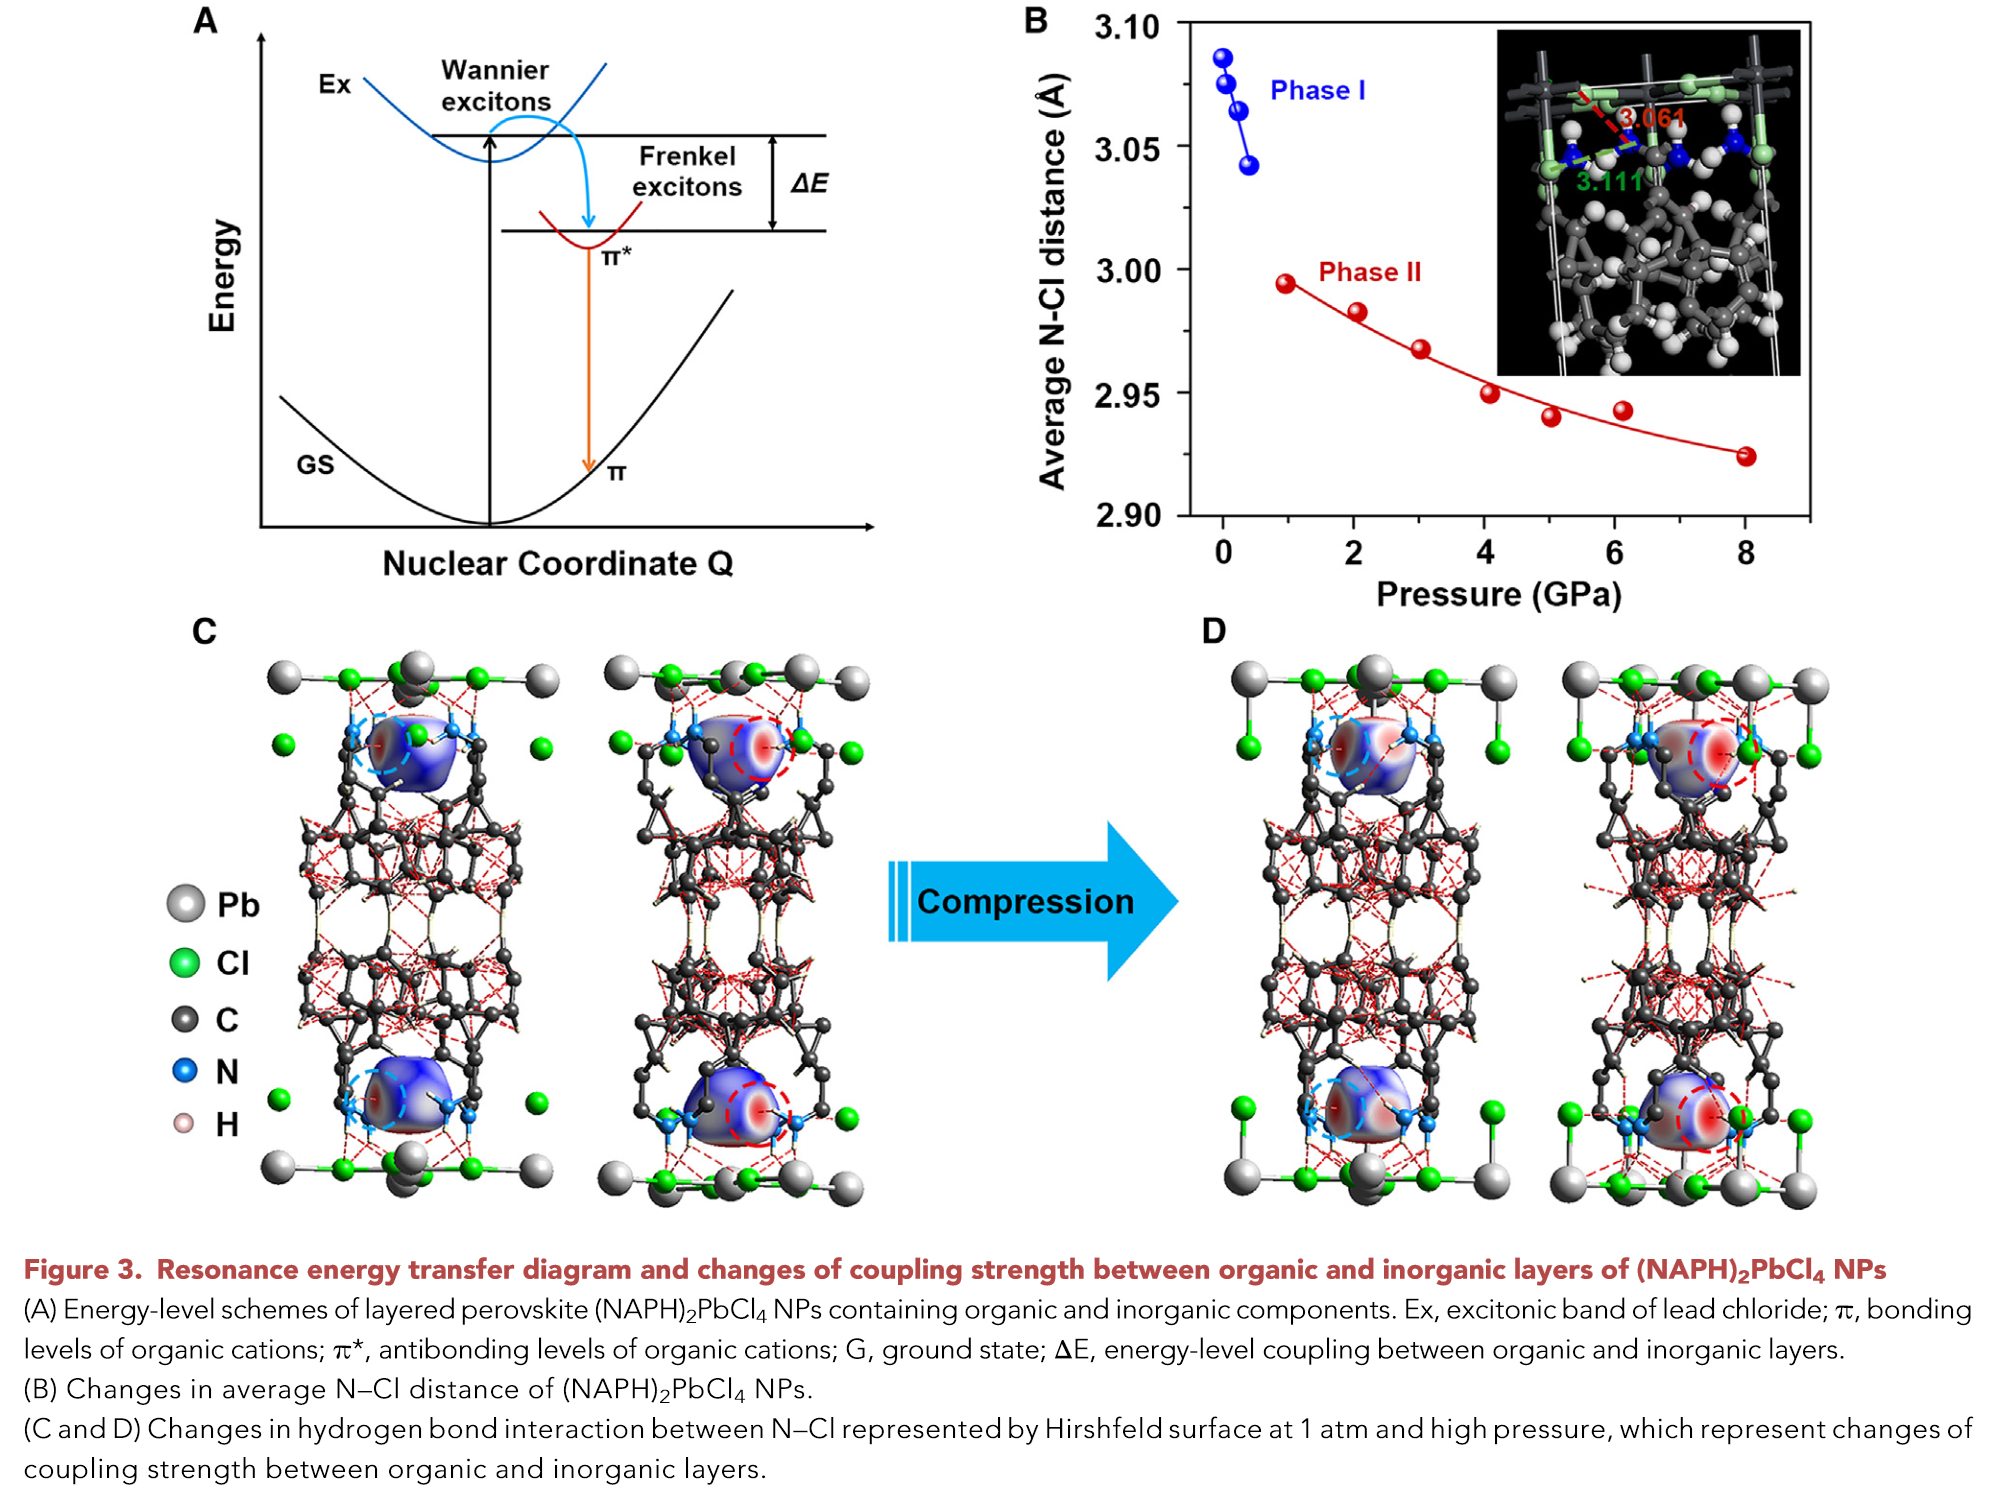 A
Energy
Ex
Wannier
excitons
Frenkel
excitons
ΔE
π*
GS
π
Nuclear Coordinate Q
B
Average N-Cl distance (Å)
3.10
3.05
3.00
2.95
2.90
Phase I
Phase II
3.061
3.111
0
2
4
6
8
Pressure (GPa)
C
D
Pb
Cl
C
N
H
Compression
Figure 3. Resonance energy transfer diagram and changes of coupling strength between organic and inorganic layers of (NAPH)₂PbCl₄ NPs
(A) Energy-level schemes of layered perovskite (NAPH)₂PbCl₄ NPs containing organic and inorganic components. Ex, excitonic band of lead chloride; π, bonding
levels of organic cations; π*, antibonding levels of organic cations; G, ground state; ΔE, energy-level coupling between organic and inorganic layers.
(B) Changes in average N–Cl distance of (NAPH)₂PbCl₄ NPs.
(C and D) Changes in hydrogen bond interaction between N–Cl represented by Hirshfeld surface at 1 atm and high pressure, which represent changes of
coupling strength between organic and inorganic layers.